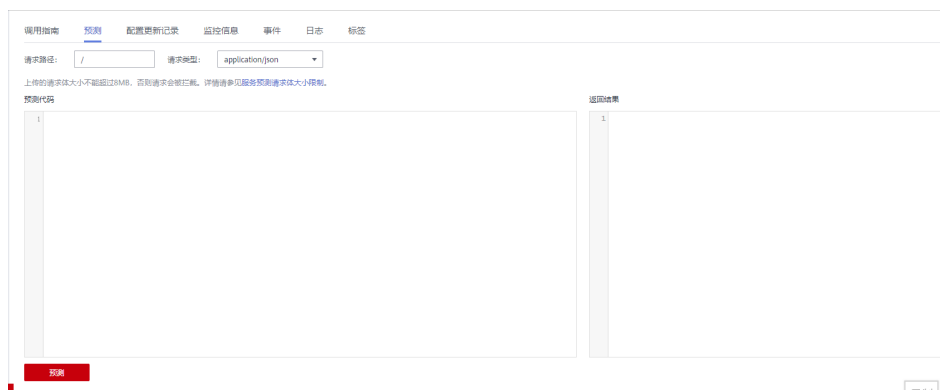 调用指南 预测 配置更新记录 监控信息 事件 日志 标签
请求路径： / 请求类型： application/json
上传的请求体大小不能超过8MB，否则请求会被拦截。详情请参见服务预测请求体大小限制。
预测代码 返回结果
1 1
预测